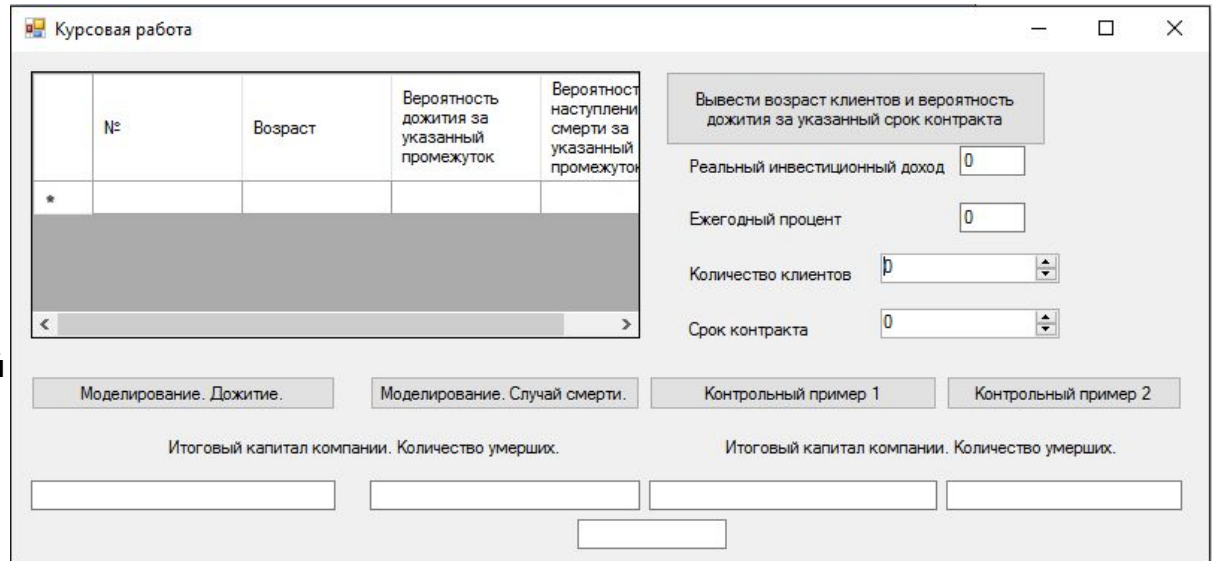 Курсовая работа
№
Возраст
Вероятность
дожития за
указанный
промежуток
Вероятност
наступлени
смерти за
указанный
промежуток
*
Вывести возраст клиентов и вероятность
дожития за указанный срок контракта
Реальный инвестиционный доход 0
Ежегодный процент 0
Количество клиентов 0
Срок контракта 0
Моделирование. Дожитие.
Моделирование. Случай смерти.
Контрольный пример 1
Контрольный пример 2
Итоговый капитал компании. Количество умерших.
Итоговый капитал компании. Количество умерших.